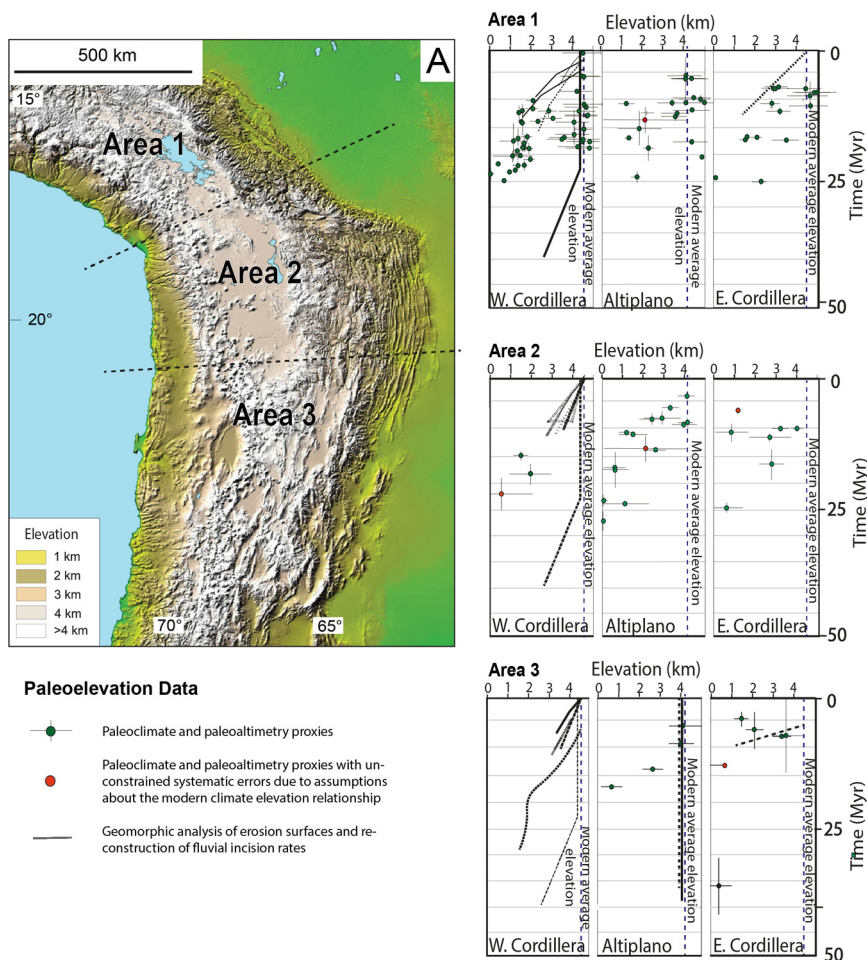 500 km
A
15°
Area 1
Area 2
20°
Area 3
Elevation
1 km
2 km
3 km
4 km
>4 km
70°
65°
Paleoelevation Data
Paleoclimate and paleoaltimetry proxies
Paleoclimate and paleoaltimetry proxies with un-
constrained systematic errors due to assumptions
about the modern climate elevation relationship
Geomorphic analysis of erosion surfaces and re-
construction of fluvial incision rates
Area 1
Elevation (km)
0 1 2 3 4 0 1 2 3 4 0 1 2 3 4
0
25
50
Time (Myr)
Modern average
elevation
Modern average
elevation
Modern average elevation
W. Cordillera
Altiplano
E. Cordillera
Area 2
Elevation (km)
0 1 2 3 4 0 1 2 3 4 0 1 2 3 4
0
25
50
Time (Myr)
Modern average elevation
Modern average elevation
Modern average elevation
W. Cordillera
Altiplano
E. Cordillera
Area 3
Elevation (km)
0 1 2 3 4 0 1 2 3 4 0 1 2 3 4
0
25
50
Time (Myr)
Modern average
elevation
Modern average elevation
Modern average elevation
W. Cordillera
Altiplano
E. Cordillera